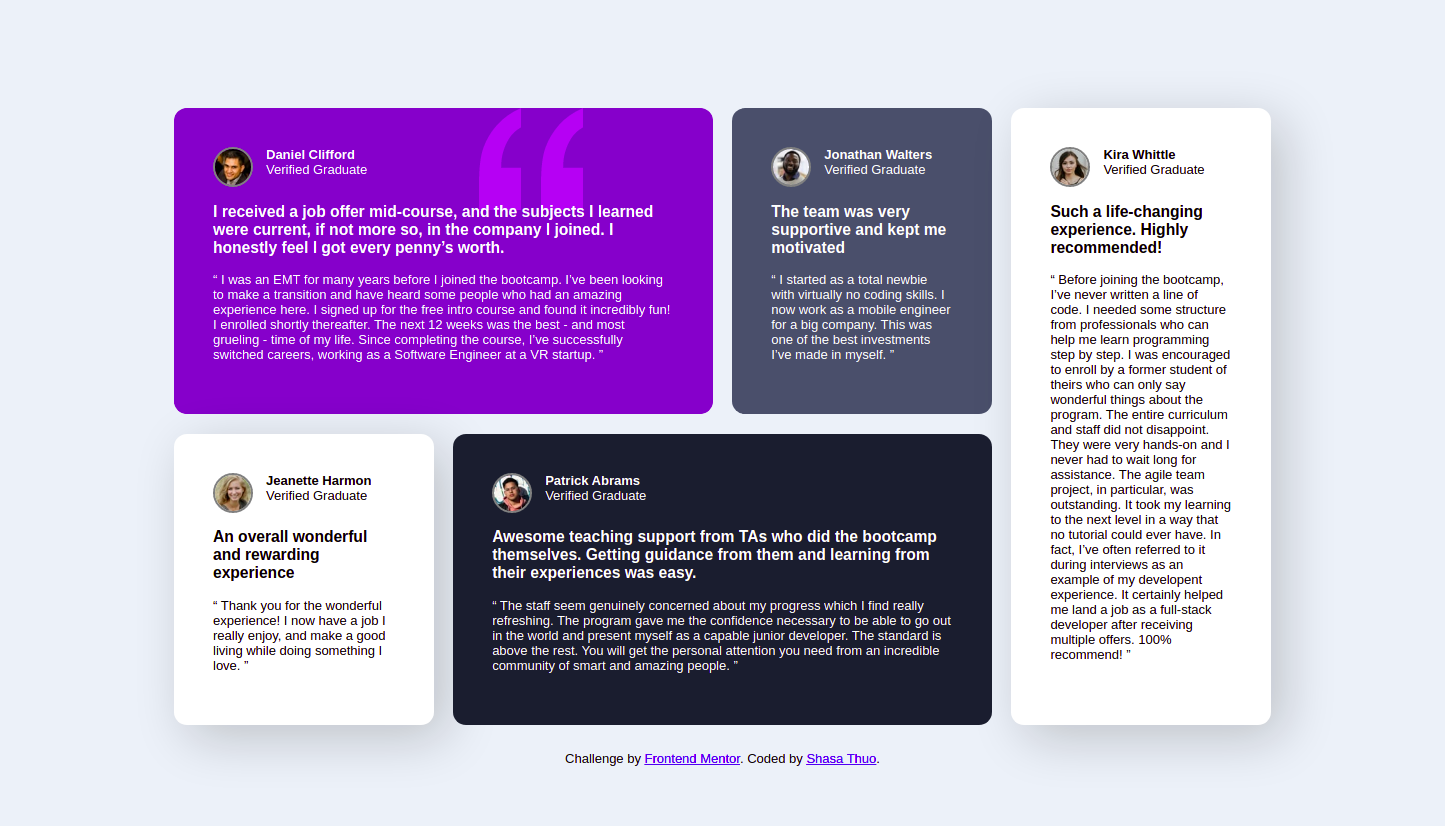 Daniel Clifford
Verified Graduate
I received a job offer mid-course, and the subjects I learned
were current, if not more so, in the company I joined. I
honestly feel I got every penny’s worth.
“ I was an EMT for many years before I joined the bootcamp. I’ve been looking
to make a transition and have heard some people who had an amazing
experience here. I signed up for the free intro course and found it incredibly fun!
I enrolled shortly thereafter. The next 12 weeks was the best - and most
grueling - time of my life. Since completing the course, I’ve successfully
switched careers, working as a Software Engineer at a VR startup. ”
Jonathan Walters
Verified Graduate
The team was very
supportive and kept me
motivated
“ I started as a total newbie
with virtually no coding skills. I
now work as a mobile engineer
for a big company. This was
one of the best investments
I’ve made in myself. ”
Kira Whittle
Verified Graduate
Such a life-changing
experience. Highly
recommended!
“ Before joining the bootcamp,
I’ve never written a line of
code. I needed some structure
from professionals who can
help me learn programming
step by step. I was encouraged
to enroll by a former student of
theirs who can only say
wonderful things about the
program. The entire curriculum
and staff did not disappoint.
They were very hands-on and I
never had to wait long for
assistance. The agile team
project, in particular, was
outstanding. It took my learning
to the next level in a way that
no tutorial could ever have. In
fact, I’ve often referred to it
during interviews as an
example of my developent
experience. It certainly helped
me land a job as a full-stack
developer after receiving
multiple offers. 100%
recommend! ”
Jeanette Harmon
Verified Graduate
An overall wonderful
and rewarding
experience
“ Thank you for the wonderful
experience! I now have a job I
really enjoy, and make a good
living while doing something I
love. ”
Patrick Abrams
Verified Graduate
Awesome teaching support from TAs who did the bootcamp
themselves. Getting guidance from them and learning from
their experiences was easy.
“ The staff seem genuinely concerned about my progress which I find really
refreshing. The program gave me the confidence necessary to be able to go out
in the world and present myself as a capable junior developer. The standard is
above the rest. You will get the personal attention you need from an incredible
community of smart and amazing people. ”
Challenge by Frontend Mentor. Coded by Shasa Thuo.